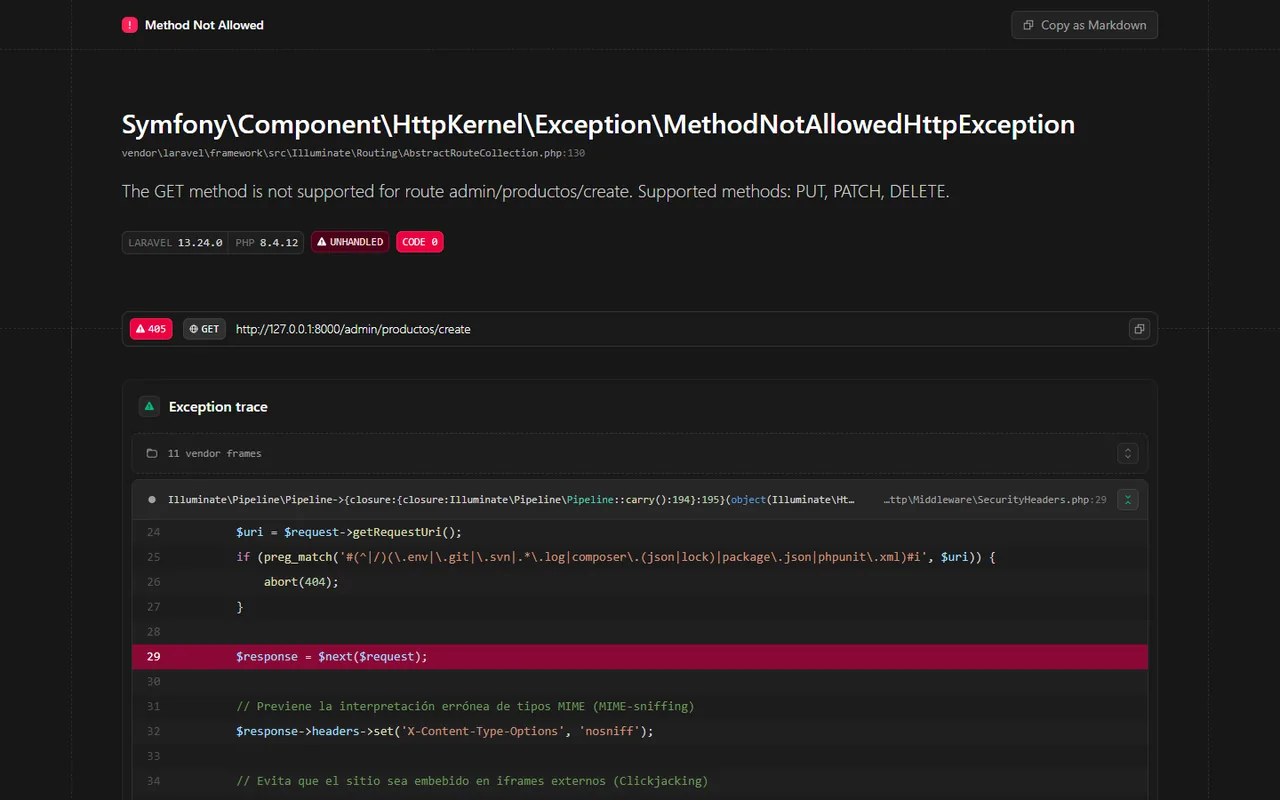 ! Method Not Allowed
Copy as Markdown
Symfony\Component\HttpKernel\Exception\MethodNotAllowedHttpException
vendor\laravel\framework\src\Illuminate\Routing\AbstractRouteCollection.php:130
The GET method is not supported for route admin/productos/create. Supported methods: PUT, PATCH, DELETE.
LARAVEL 13.24.0 PHP 8.4.12 UNHANDLED CODE 0
405 GET http://127.0.0.1:8000/admin/productos/create
Exception trace
11 vendor frames
Illuminate\Pipeline\Pipeline->{closure:{closure:Illuminate\Pipeline\Pipeline::carry():194}:195}(object(Illuminate\Ht… …ttp\Middleware\SecurityHeaders.php:29
24 $uri = $request->getRequestUri();
25 if (preg_match('#(^|/)(\.env|\.git|\.svn|.*\.log|composer\.(json|lock)|package\.json|phpunit\.xml)#i', $uri)) {
26 abort(404);
27 }
28
29 $response = $next($request);
30
31 // Previene la interpretación errónea de tipos MIME (MIME-sniffing)
32 $response->headers->set('X-Content-Type-Options', 'nosniff');
33
34 // Evita que el sitio sea embebido en iframes externos (Clickjacking)